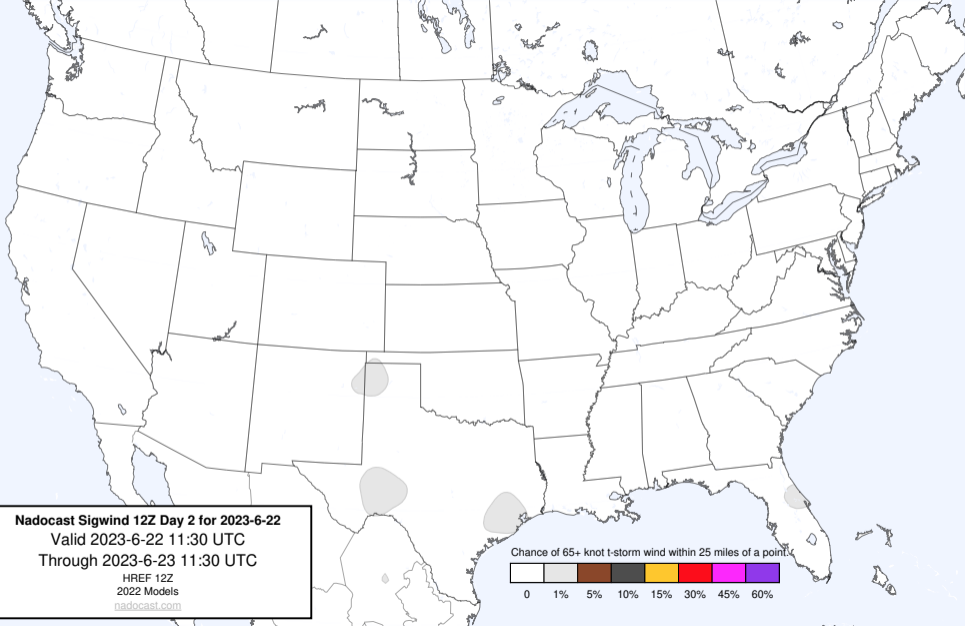 Nadocast Sigwind 12Z Day 2 for 2023-6-22
Valid 2023-6-22 11:30 UTC
Through 2023-6-23 11:30 UTC
HREF 12Z
2022 Models
nadocast.com
Chance of 65+ knot t-storm wind within 25 miles of a point.
0 1% 5% 10% 15% 30% 45% 60%